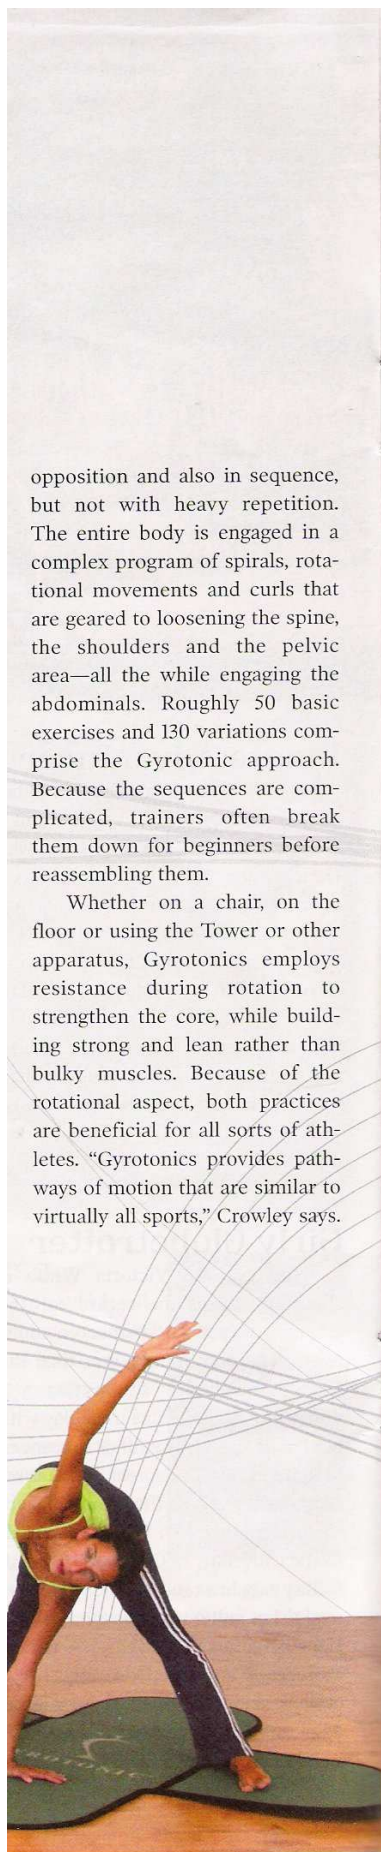 opposition and also in sequence,
but not with heavy repetition.
The entire body is engaged in a
complex program of spirals, rota-
tional movements and curls that
are geared to loosening the spine,
the shoulders and the pelvic
area—all the while engaging the
abdominals. Roughly 50 basic
exercises and 130 variations com-
prise the Gyrotonic approach.
Because the sequences are com-
plicated, trainers often break
them down for beginners before
reassembling them.
Whether on a chair, on the
floor or using the Tower or other
apparatus, Gyrotonics employs
resistance during rotation to
strengthen the core, while build-
ing strong and lean rather than
bulky muscles. Because of the
rotational aspect, both practices
are beneficial for all sorts of ath-
letes. “Gyrotonics provides path-
ways of motion that are similar to
virtually all sports,” Crowley says.